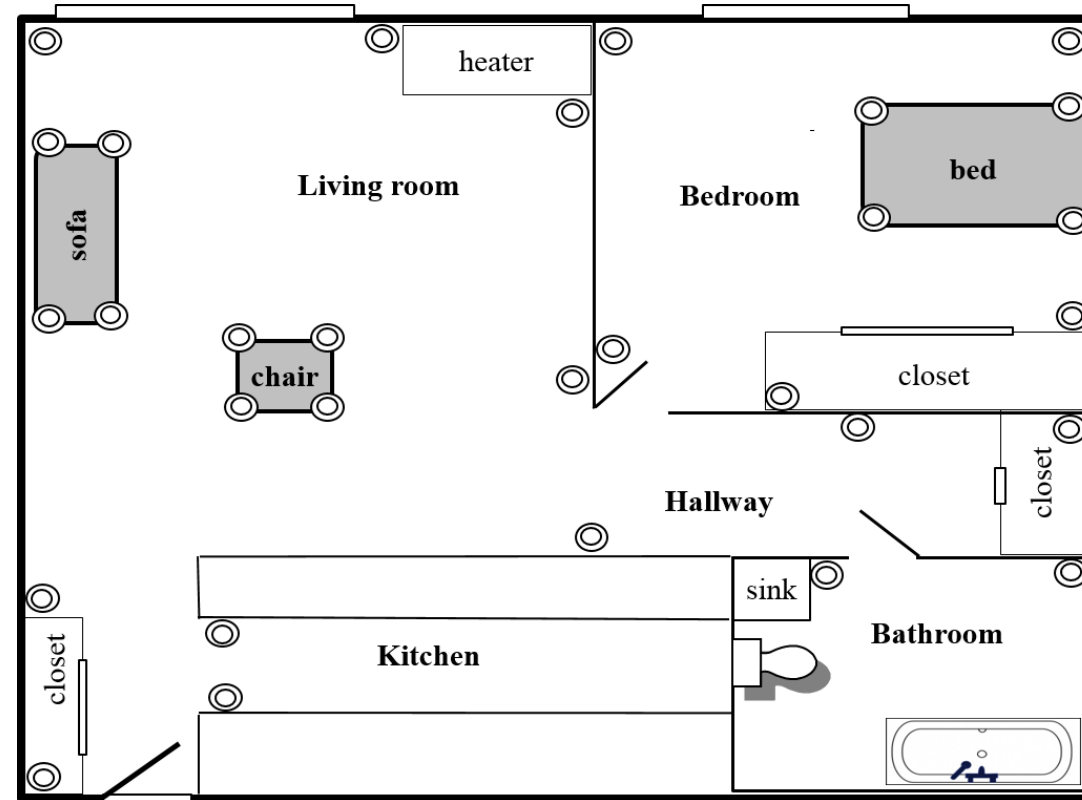 heater
Living room
Bedroom
bed
sofa
chair
closet
Hallway
closet
sink
Kitchen
Bathroom
closet